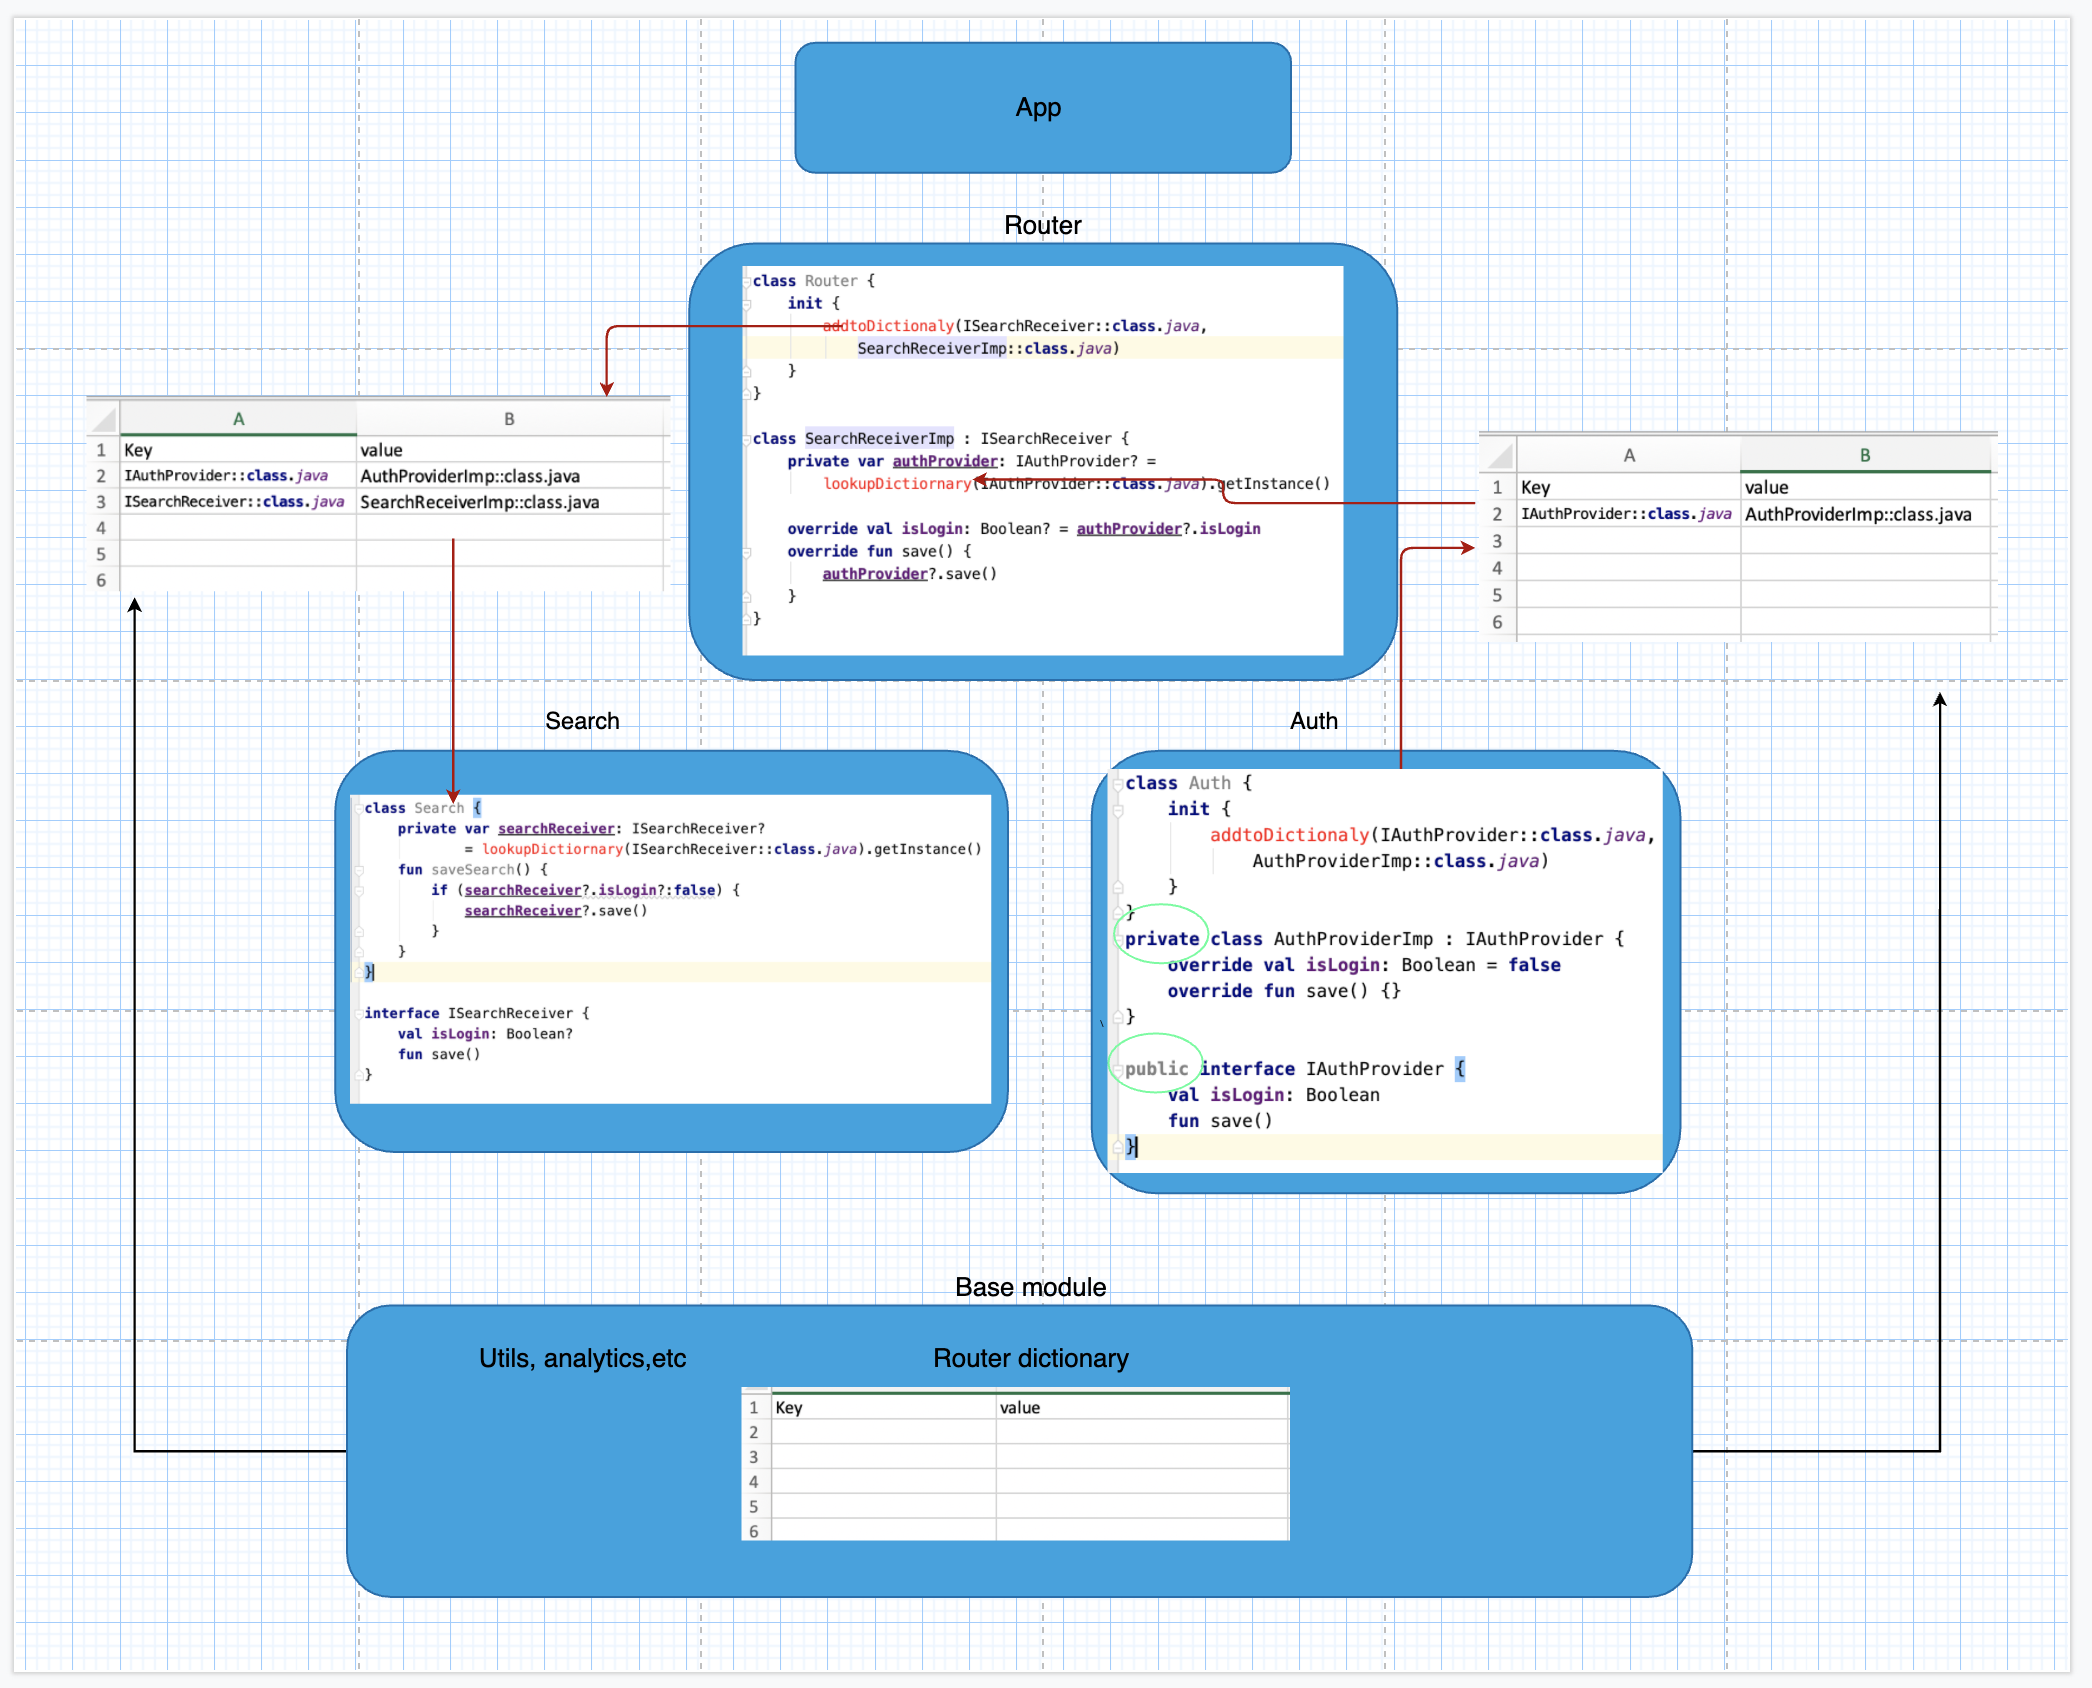 App
Router
class Router {
init {
addtoDictionaly(ISearchReceiver::class.java,
SearchReceiverImp::class.java)
}
}
class SearchReceiverImp : ISearchReceiver {
private var authProvider: IAuthProvider? =
lookupDictiornary(IAuthProvider::class.java).getInstance()
override val isLogin: Boolean? = authProvider?.isLogin
override fun save() {
authProvider?.save()
}
}
A B
1 Key value
2 IAuthProvider::class.java AuthProviderImp::class.java
3 ISearchReceiver::class.java SearchReceiverImp::class.java
4
5
6
A B
1 Key value
2 IAuthProvider::class.java AuthProviderImp::class.java
3
4
5
6
Search
class Search {
private var searchReceiver: ISearchReceiver?
= lookupDictiornary(ISearchReceiver::class.java).getInstance()
fun saveSearch() {
if (searchReceiver?.isLogin?:false) {
searchReceiver?.save()
}
}
}
interface ISearchReceiver {
val isLogin: Boolean?
fun save()
}
Auth
class Auth {
init {
addtoDictionaly(IAuthProvider::class.java,
AuthProviderImp::class.java)
}
}
private class AuthProviderImp : IAuthProvider {
override val isLogin: Boolean = false
override fun save() {}
}
\
public interface IAuthProvider {
val isLogin: Boolean
fun save()
}
Base module
Utils, analytics,etc
Router dictionary
1 Key value
2
3
4
5
6